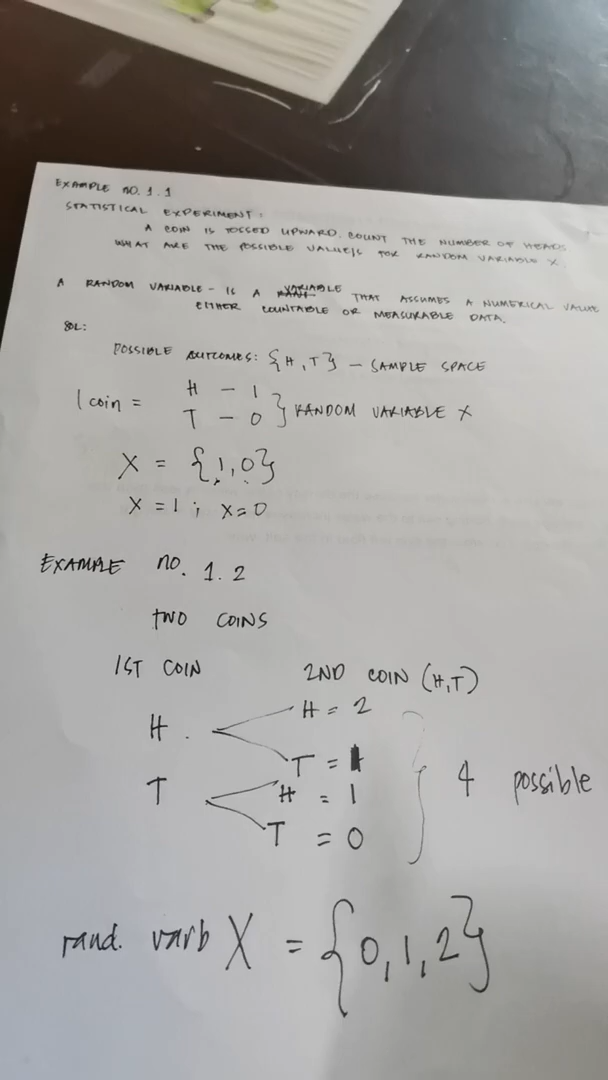 EXAMPLE NO. 1.1
STATISTICAL EXPERIMENT:
A COIN IS TOSSED UPWARD. COUNT THE NUMBER OF HEADS
WHAT ARE THE POSSIBLE VALUE/S FOR RANDOM VARIABLE X.
A RANDOM VARIABLE - IS A VARIABLE THAT ASSUMES A NUMERICAL VALUE
EITHER COUNTABLE OR MEASURABLE DATA.
SOL:
POSSIBLE OUTCOMES: {H, T} - SAMPLE SPACE
1 coin = H - 1
T - 0 } RANDOM VARIABLE X
X = {1,0}
X = 1 ; X = 0
EXAMPLE NO. 1.2
TWO COINS
1ST COIN 2ND COIN (H,T)
H H = 2
T = 1
T H = 1
T = 0
} 4 possible
rand. varb X = {0,1,2}